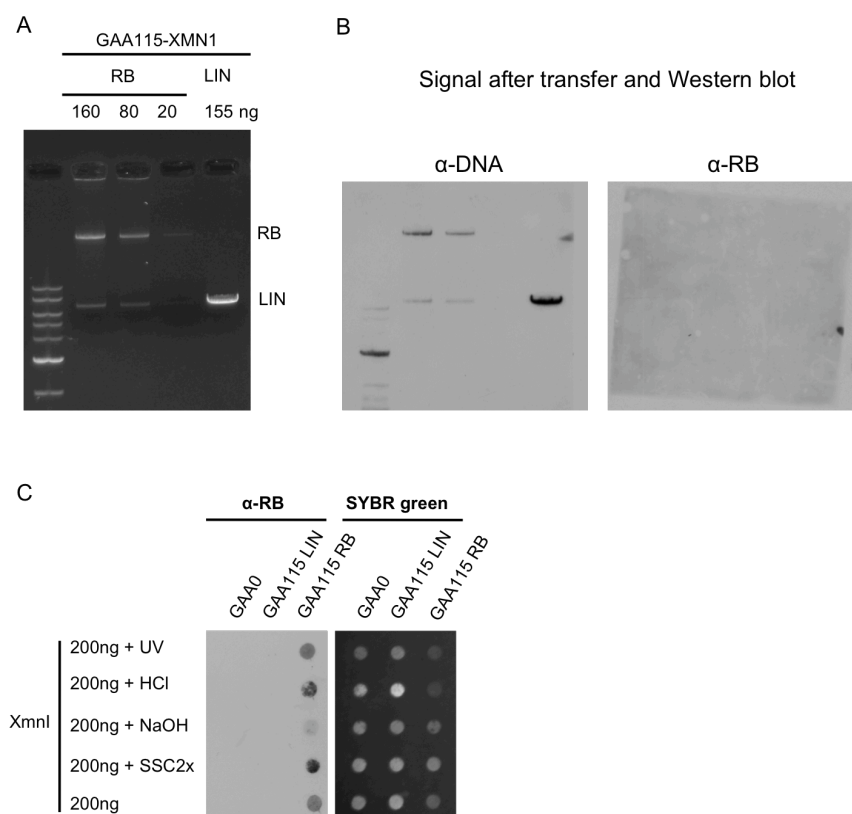 A
GAA115-XMN1
RB LIN
160 80 20 155 ng
RB
LIN
B
Signal after transfer and Western blot
α-DNA α-RB
C
α-RB SYBR green
GAA0 GAA115 LIN GAA115 RB GAA0 GAA115 LIN GAA115 RB
XmnI
200ng + UV
200ng + HCl
200ng + NaOH
200ng + SSC2x
200ng